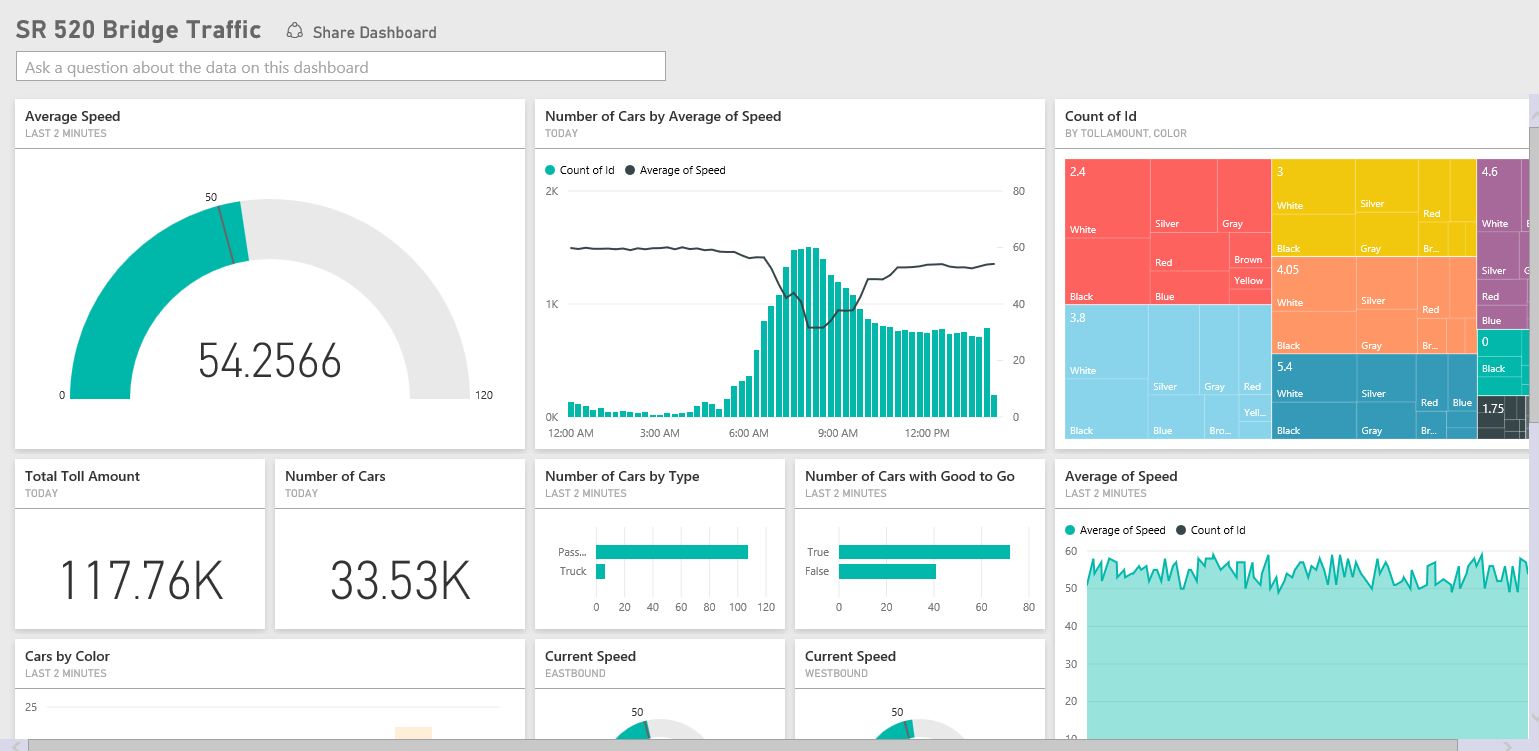 SR 520 Bridge Traffic
Share Dashboard
Ask a question about the data on this dashboard
Average Speed
LAST 2 MINUTES
50
54.2566
0
120
Number of Cars by Average of Speed
TODAY
Count of Id Average of Speed
2K
1K
0K
80
60
40
20
0
12:00 AM 3:00 AM 6:00 AM 9:00 AM 12:00 PM
Count of Id
BY TOLLAMOUNT, COLOR
2.4
White
Black
Silver
Gray
Red
Blue
Brown
Yellow
3.8
White
Black
Silver
Gray
Red
Blue
Bro...
Yell...
3
White
Black
Silver
Gray
Red
Br...
4.05
White
Black
Silver
Gray
Red
Br...
5.4
White
Black
Silver
Gray
Red
Blue
Br...
4.6
White
Silver
Red
Blue
0
Black
1.75
Total Toll Amount
TODAY
117.76K
Number of Cars
TODAY
33.53K
Number of Cars by Type
LAST 2 MINUTES
Pass...
Truck
0 20 40 60 80 100 120
Number of Cars with Good to Go
LAST 2 MINUTES
True
False
0 20 40 60 80
Average of Speed
LAST 2 MINUTES
Average of Speed Count of Id
60
50
40
30
20
10
Cars by Color
LAST 2 MINUTES
25
Current Speed
EASTBOUND
50
Current Speed
WESTBOUND
50